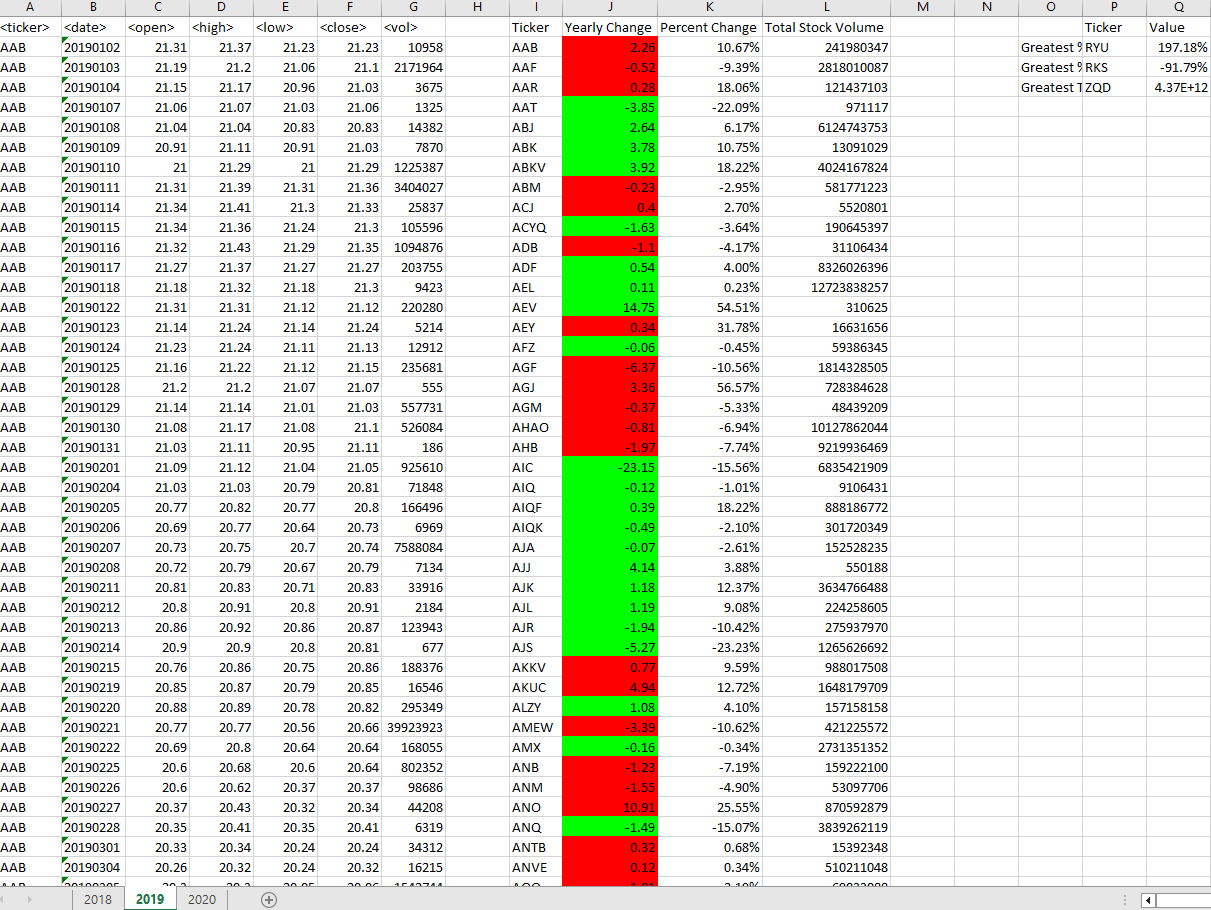 A B C D E F G H I J K L M N O P Q
<ticker> <date> <open> <high> <low> <close> <vol> Ticker Yearly Change Percent Change Total Stock Volume Ticker Value
AAB 20190102 21.31 21.37 21.23 21.23 10958 AAB 2.26 10.67% 241980347 Greatest % RYU 197.18%
AAB 20190103 21.19 21.2 21.06 21.1 2171964 AAF -0.52 -9.39% 2818010087 Greatest % RKS -91.79%
AAB 20190104 21.15 21.17 20.96 21.03 3675 AAR 0.28 18.06% 121437103 Greatest T ZQD 4.37E+12
AAB 20190107 21.06 21.07 21.03 21.06 1325 AAT -3.85 -22.09% 971117
AAB 20190108 21.04 21.04 20.83 20.83 14382 ABJ 2.64 6.17% 6124743753
AAB 20190109 20.91 21.11 20.91 21.03 7870 ABK 3.78 10.75% 13091029
AAB 20190110 21 21.29 21 21.29 1225387 ABKV 3.92 18.22% 4024167824
AAB 20190111 21.31 21.39 21.31 21.36 3404027 ABM -0.23 -2.95% 581771223
AAB 20190114 21.34 21.41 21.3 21.33 25837 ACJ 0.4 2.70% 5520801
AAB 20190115 21.34 21.36 21.24 21.3 105596 ACYQ -1.63 -3.64% 190645397
AAB 20190116 21.32 21.43 21.29 21.35 1094876 ADB -1.1 -4.17% 31106434
AAB 20190117 21.27 21.37 21.27 21.27 203755 ADF 0.54 4.00% 8326026396
AAB 20190118 21.18 21.32 21.18 21.3 9423 AEL 0.11 0.23% 12723838257
AAB 20190122 21.31 21.31 21.12 21.12 220280 AEV 14.75 54.51% 310625
AAB 20190123 21.14 21.24 21.14 21.24 5214 AEY 0.34 31.78% 16631656
AAB 20190124 21.23 21.24 21.11 21.13 12912 AFZ -0.06 -0.45% 59386345
AAB 20190125 21.16 21.22 21.12 21.15 235681 AGF -6.37 -10.56% 1814328505
AAB 20190128 21.2 21.2 21.07 21.07 555 AGJ 3.36 56.57% 728384628
AAB 20190129 21.14 21.14 21.01 21.03 557731 AGM -0.37 -5.33% 48439209
AAB 20190130 21.08 21.17 21.08 21.1 526084 AHAO -0.81 -6.94% 10127862044
AAB 20190131 21.03 21.11 20.95 21.11 186 AHB -1.97 -7.74% 9219936469
AAB 20190201 21.09 21.12 21.04 21.05 925610 AIC -23.15 -15.56% 6835421909
AAB 20190204 21.03 21.03 20.79 20.81 71848 AIQ -0.12 -1.01% 9106431
AAB 20190205 20.77 20.82 20.77 20.8 166496 AIQF 0.39 18.22% 888186772
AAB 20190206 20.69 20.77 20.64 20.73 6969 AIQK -0.49 -2.10% 301720349
AAB 20190207 20.73 20.75 20.7 20.74 7588084 AJA -0.07 -2.61% 152528235
AAB 20190208 20.72 20.79 20.67 20.79 7134 AJJ 4.14 3.88% 550188
AAB 20190211 20.81 20.83 20.71 20.83 33916 AJK 1.18 12.37% 3634766488
AAB 20190212 20.8 20.91 20.8 20.91 2184 AJL 1.19 9.08% 224258605
AAB 20190213 20.86 20.92 20.86 20.87 123943 AJR -1.94 -10.42% 275937970
AAB 20190214 20.9 20.9 20.8 20.81 677 AJS -5.27 -23.23% 1265626692
AAB 20190215 20.76 20.86 20.75 20.86 188376 AKKV 0.77 9.59% 988017508
AAB 20190219 20.85 20.87 20.79 20.85 16546 AKUC 4.94 12.72% 1648179709
AAB 20190220 20.88 20.89 20.78 20.82 295349 ALZY 1.08 4.10% 157158158
AAB 20190221 20.77 20.77 20.56 20.66 39923923 AMEW -3.39 -10.62% 421225572
AAB 20190222 20.69 20.8 20.64 20.64 168055 AMX -0.16 -0.34% 2731351352
AAB 20190225 20.6 20.68 20.6 20.64 802352 ANB -1.23 -7.19% 159222100
AAB 20190226 20.6 20.62 20.37 20.37 98686 ANM -1.55 -4.90% 53097706
AAB 20190227 20.37 20.43 20.32 20.34 44208 ANO 10.91 25.55% 870592879
AAB 20190228 20.35 20.41 20.35 20.41 6319 ANQ -1.49 -15.07% 3839262119
AAB 20190301 20.33 20.34 20.24 20.24 34312 ANTB 0.32 0.68% 15392348
AAB 20190304 20.26 20.32 20.24 20.32 16215 ANVE 0.12 0.34% 510211048
2018 2019 2020